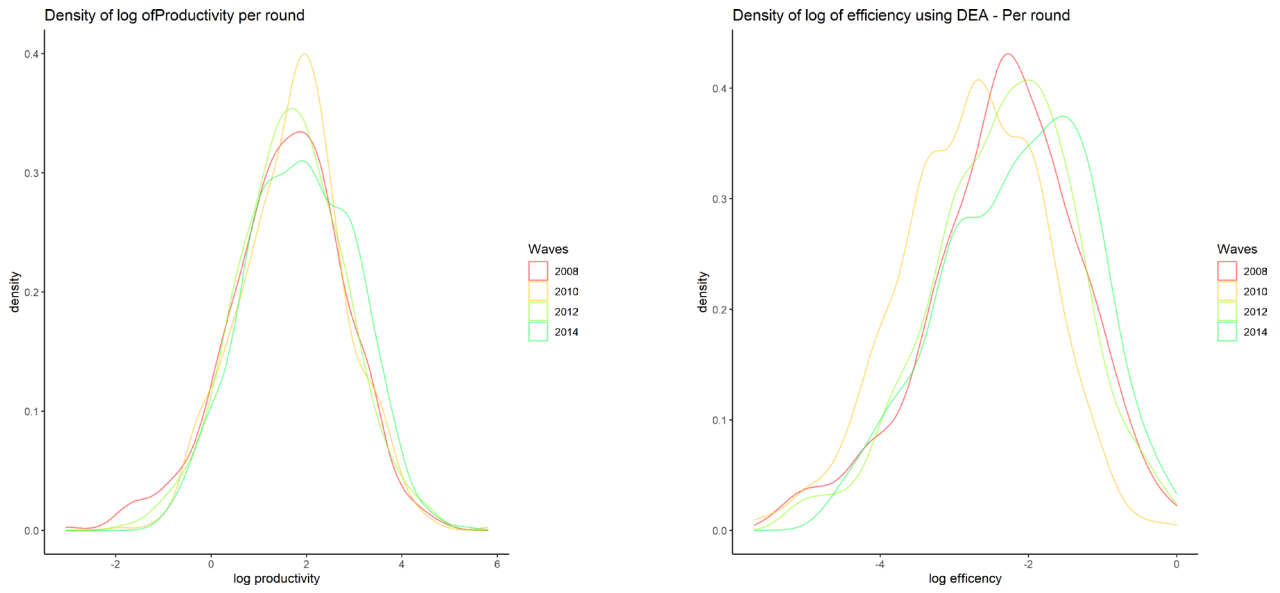 Density of log ofProductivity per round
0.4
0.3
0.2
0.1
0.0
density
-2 0 2 4 6
log productivity
Waves
2008
2010
2012
2014
Density of log of efficiency using DEA - Per round
0.4
0.3
0.2
0.1
0.0
density
-4 -2 0
log efficency
Waves
2008
2010
2012
2014